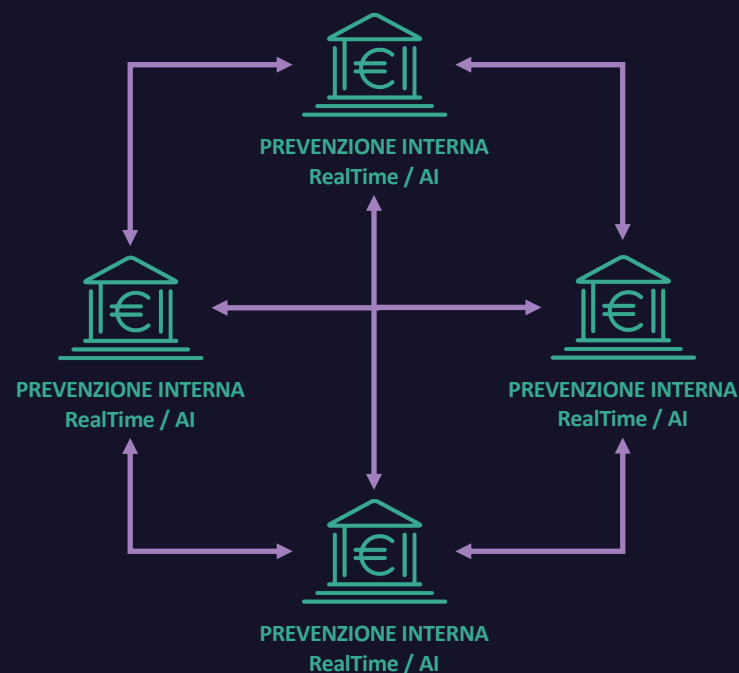 €
PREVENZIONE INTERNA
RealTime / AI
€
PREVENZIONE INTERNA
RealTime / AI
€
PREVENZIONE INTERNA
RealTime / AI
€
PREVENZIONE INTERNA
RealTime / AI